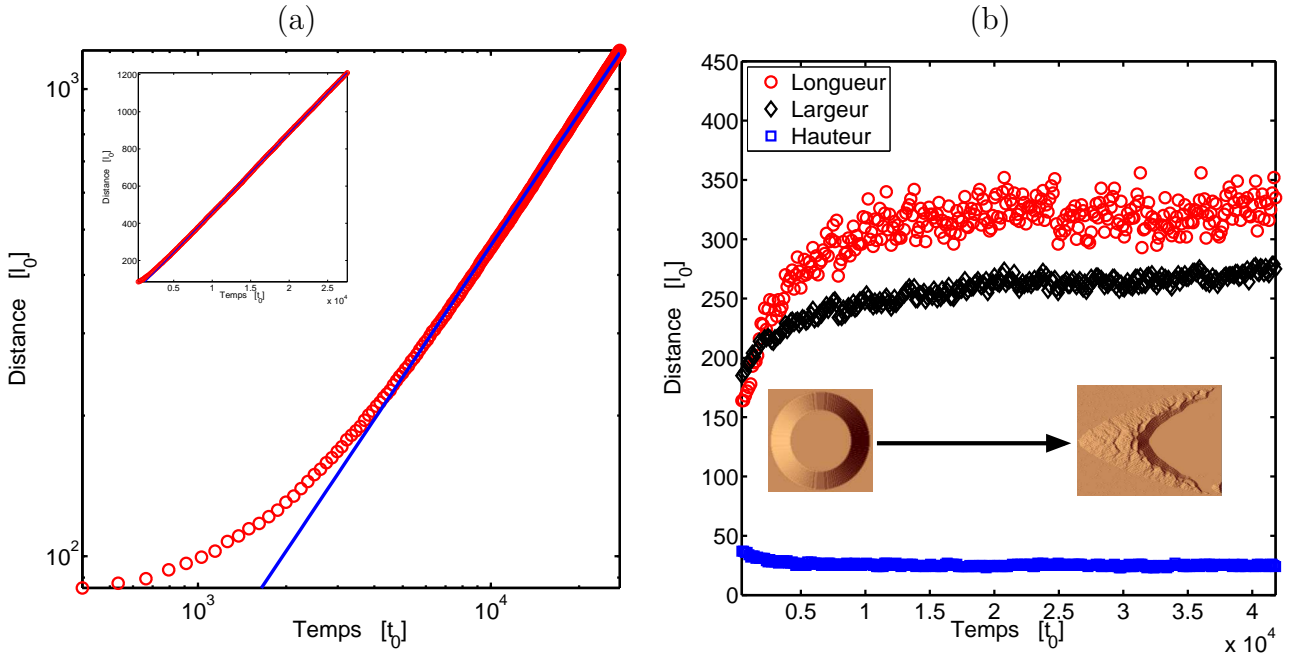 (a)
10^3
10^2
Distance [l_0]
10^3
10^4
Temps [t_0]
1200
1000
800
600
400
200
Distance [l_0]
0.5
1
1.5
2
2.5
x 10^4
Temps [t_0]
(b)
450
400
350
300
250
200
150
100
50
0
Distance [l_0]
Longueur
Largeur
Hauteur
0.5
1
1.5
2
2.5
3
3.5
4
x 10^4
Temps [t_0]